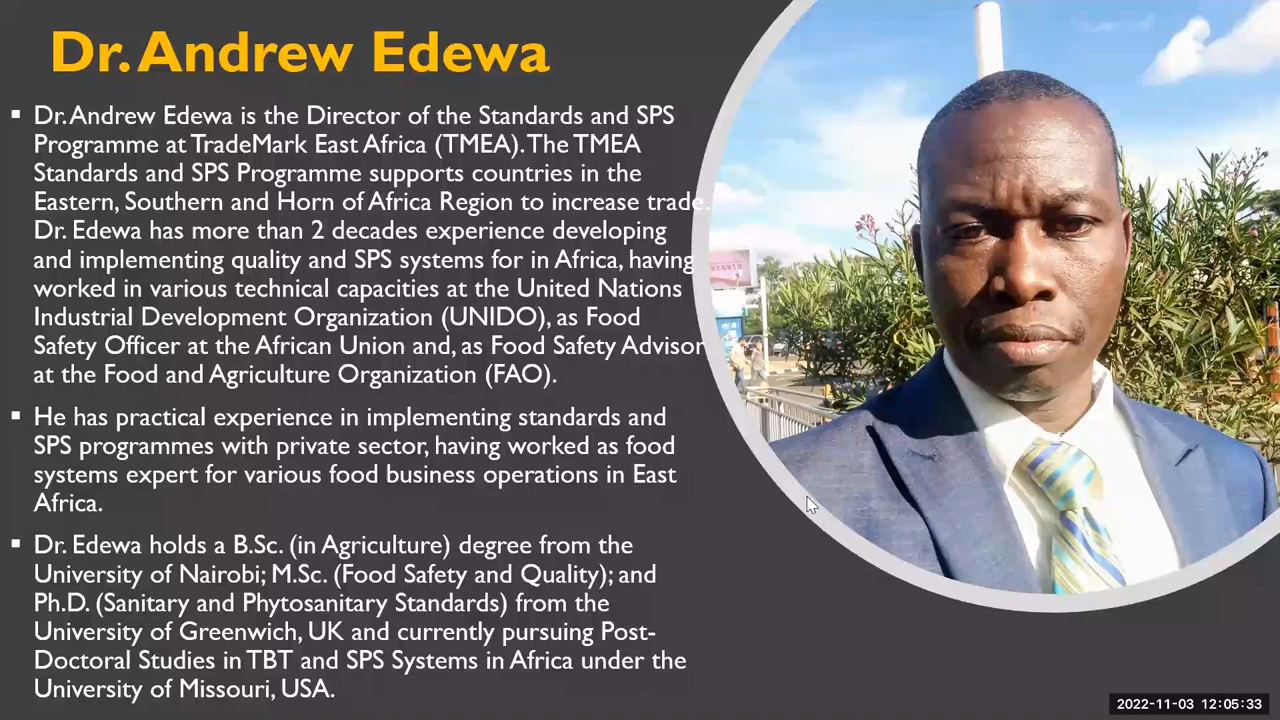 Dr. Andrew Edewa
▪ Dr. Andrew Edewa is the Director of the Standards and SPS
Programme at TradeMark East Africa (TMEA). The TMEA
Standards and SPS Programme supports countries in the
Eastern, Southern and Horn of Africa Region to increase trade.
Dr. Edewa has more than 2 decades experience developing
and implementing quality and SPS systems for in Africa, having
worked in various technical capacities at the United Nations
Industrial Development Organization (UNIDO), as Food
Safety Officer at the African Union and, as Food Safety Advisor
at the Food and Agriculture Organization (FAO).
▪ He has practical experience in implementing standards and
SPS programmes with private sector, having worked as food
systems expert for various food business operations in East
Africa.
▪ Dr. Edewa holds a B.Sc. (in Agriculture) degree from the
University of Nairobi; M.Sc. (Food Safety and Quality); and
Ph.D. (Sanitary and Phytosanitary Standards) from the
University of Greenwich, UK and currently pursuing Post-
Doctoral Studies in TBT and SPS Systems in Africa under the
University of Missouri, USA.
2022-11-03 12:05:33